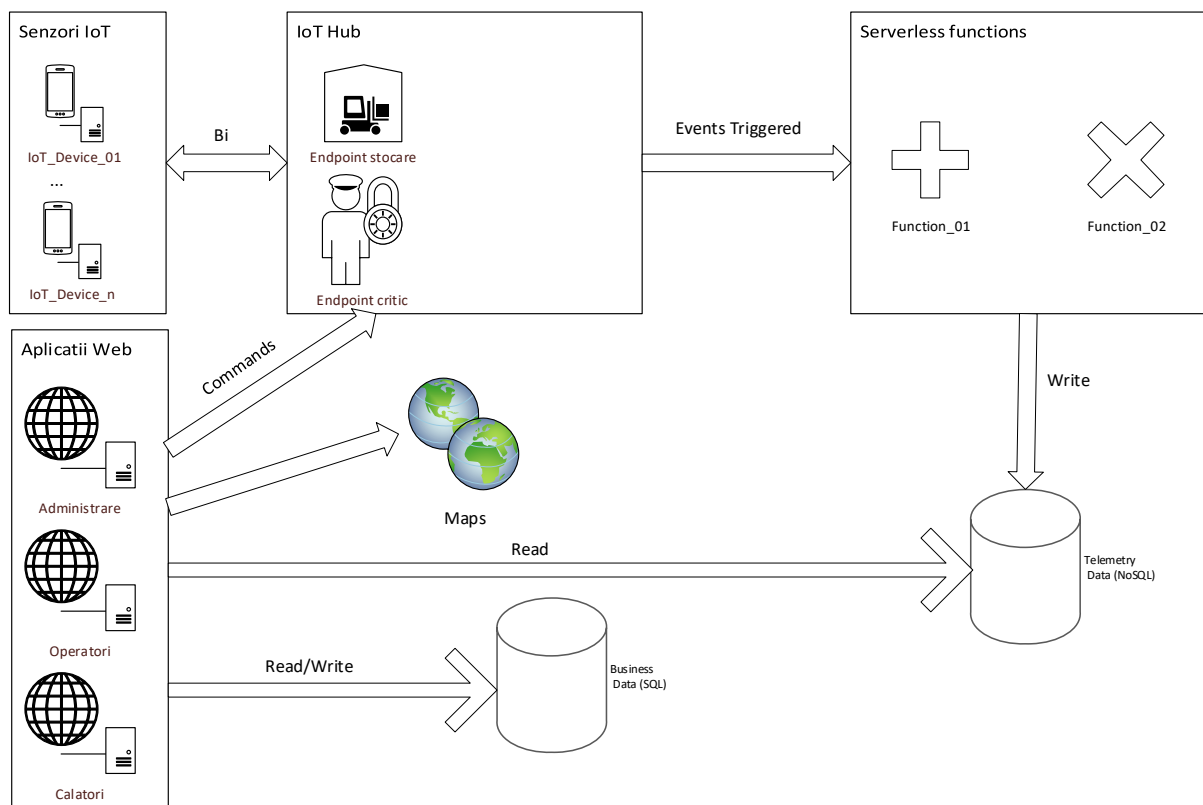 Senzori IoT
IoT_Device_01
...
IoT_Device_n
Bi
IoT Hub
Endpoint stocare
Endpoint critic
Events Triggered
Serverless functions
Function_01
Function_02
Write
Aplicatii Web
Administrare
Operatori
Calatori
Commands
Maps
Read
Telemetry
Data (NoSQL)
Read/Write
Business
Data (SQL)